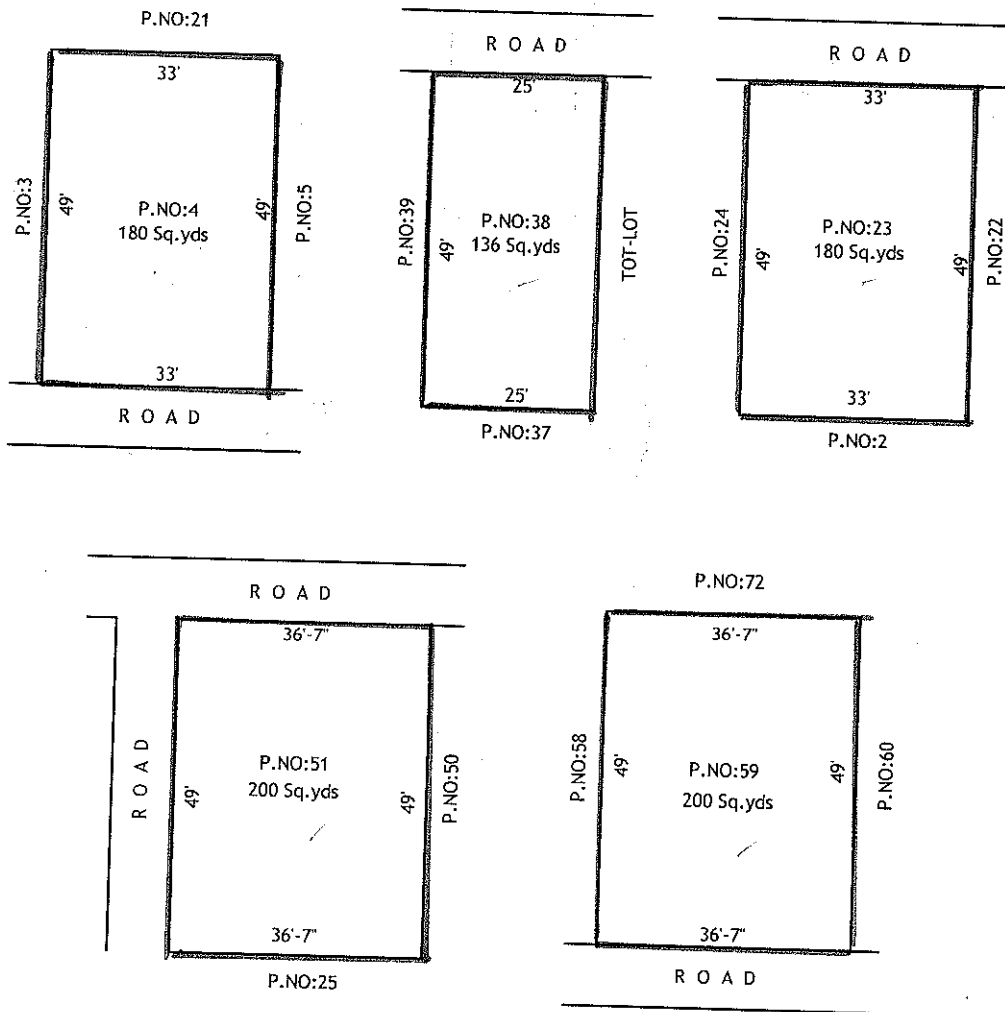 P.NO:21
33'
P.NO:3
49'
P.NO:4
180 Sq.yds
49'
P.NO:5
33'
ROAD
ROAD
25'
P.NO:39
49'
P.NO:38
136 Sq.yds
TOT-LOT
25'
P.NO:37
ROAD
33'
P.NO:24
49'
P.NO:23
180 Sq.yds
49'
P.NO:22
33'
P.NO:2
ROAD
36'-7"
ROAD
49'
P.NO:51
200 Sq.yds
49'
P.NO:50
36'-7"
P.NO:25
P.NO:72
36'-7"
P.NO:58
49'
P.NO:59
200 Sq.yds
49'
P.NO:60
36'-7"
ROAD